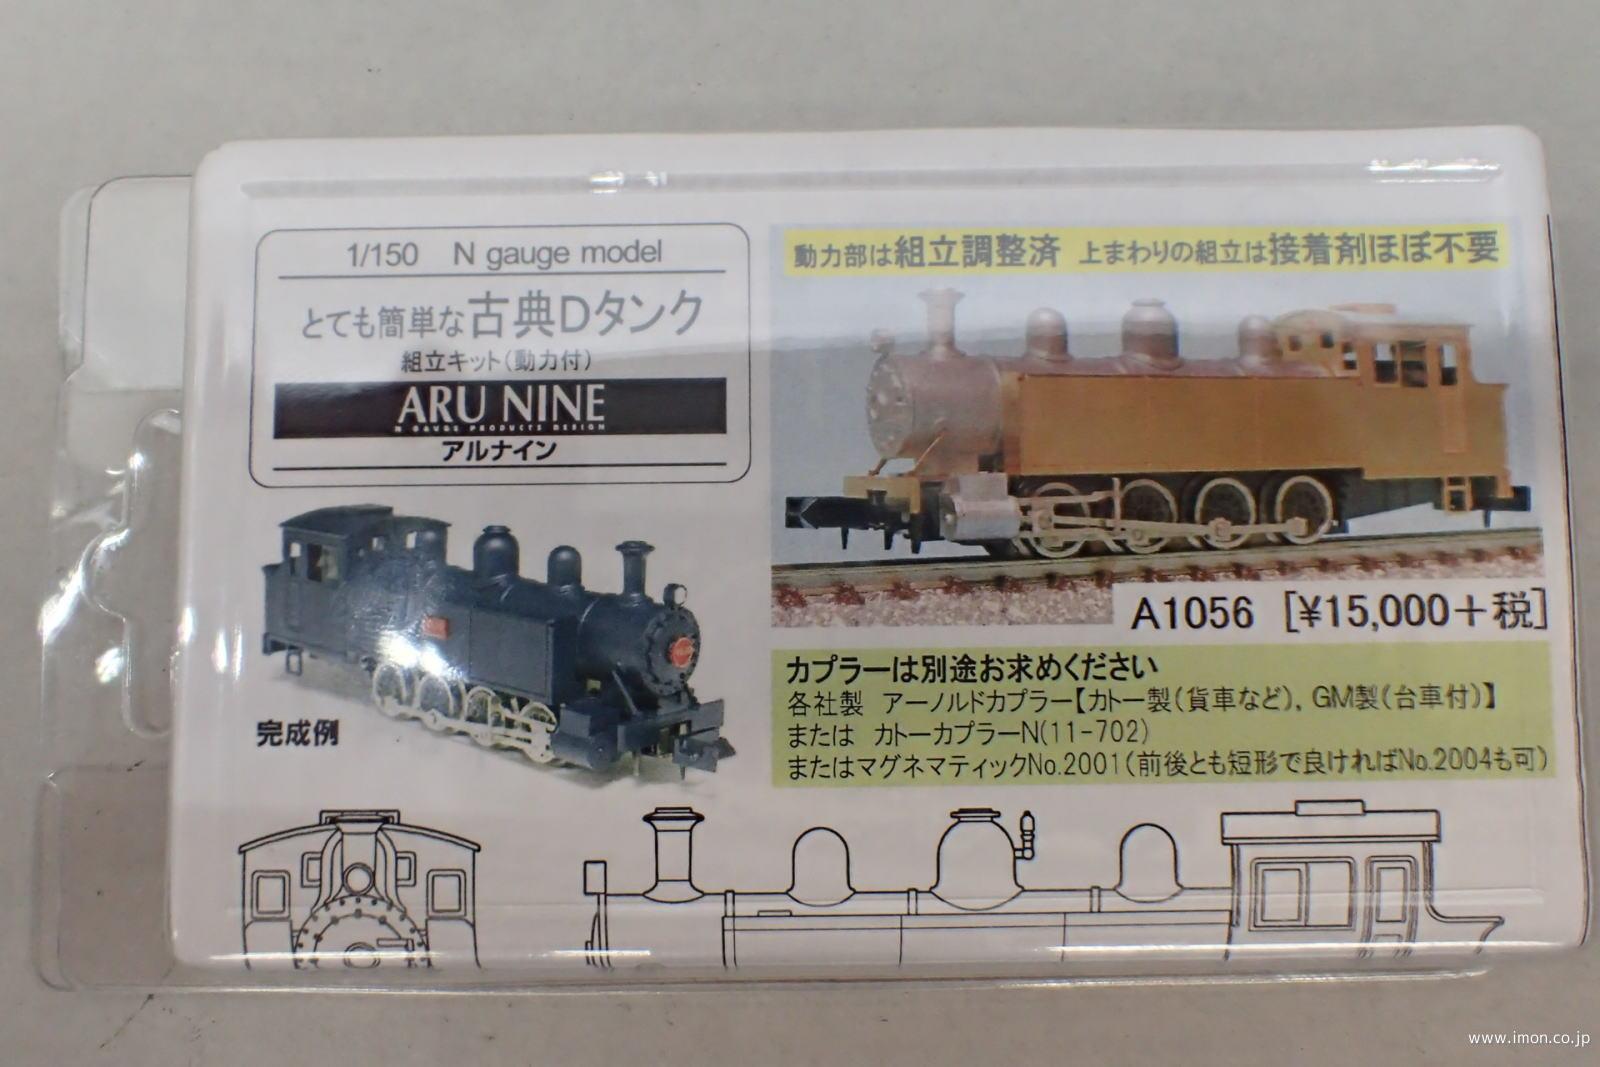 1/150 N gauge model
とても簡単な古典Dタンク
組立キット(動力付)
ARU NINE
N GAUGE PRODUCTS DESIGN
アルナイン
完成例
動力部は組立調整済 上まわりの組立は接着剤ほぼ不要
A1056 [¥15,000+税]
カプラーは別途お求めください
各社製 アーノルドカプラー【カトー製(貨車など), GM製(台車付)】
または カトーカプラーN(11-702)
またはマグネマティックNo.2001(前後とも短形で良ければNo.2004も可)
www.imon.co.jp